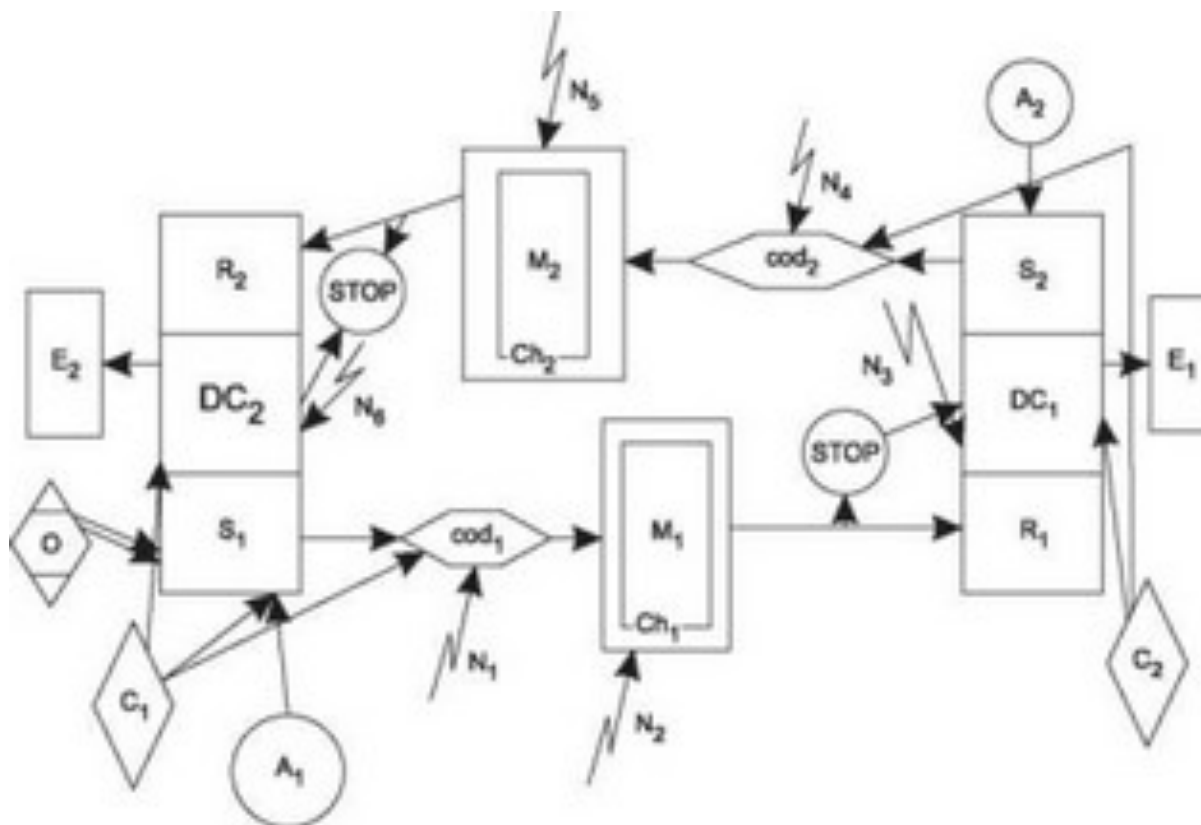 N₅
A₂
N₄
R₂
M₂
cod₂
S₂
STOP
E₂
Ch₂
N₃
E₁
DC₂
N₆
DC₁
STOP
O
S₁
cod₁
M₁
R₁
Ch₁
C₁
N₁
C₂
N₂
A₁